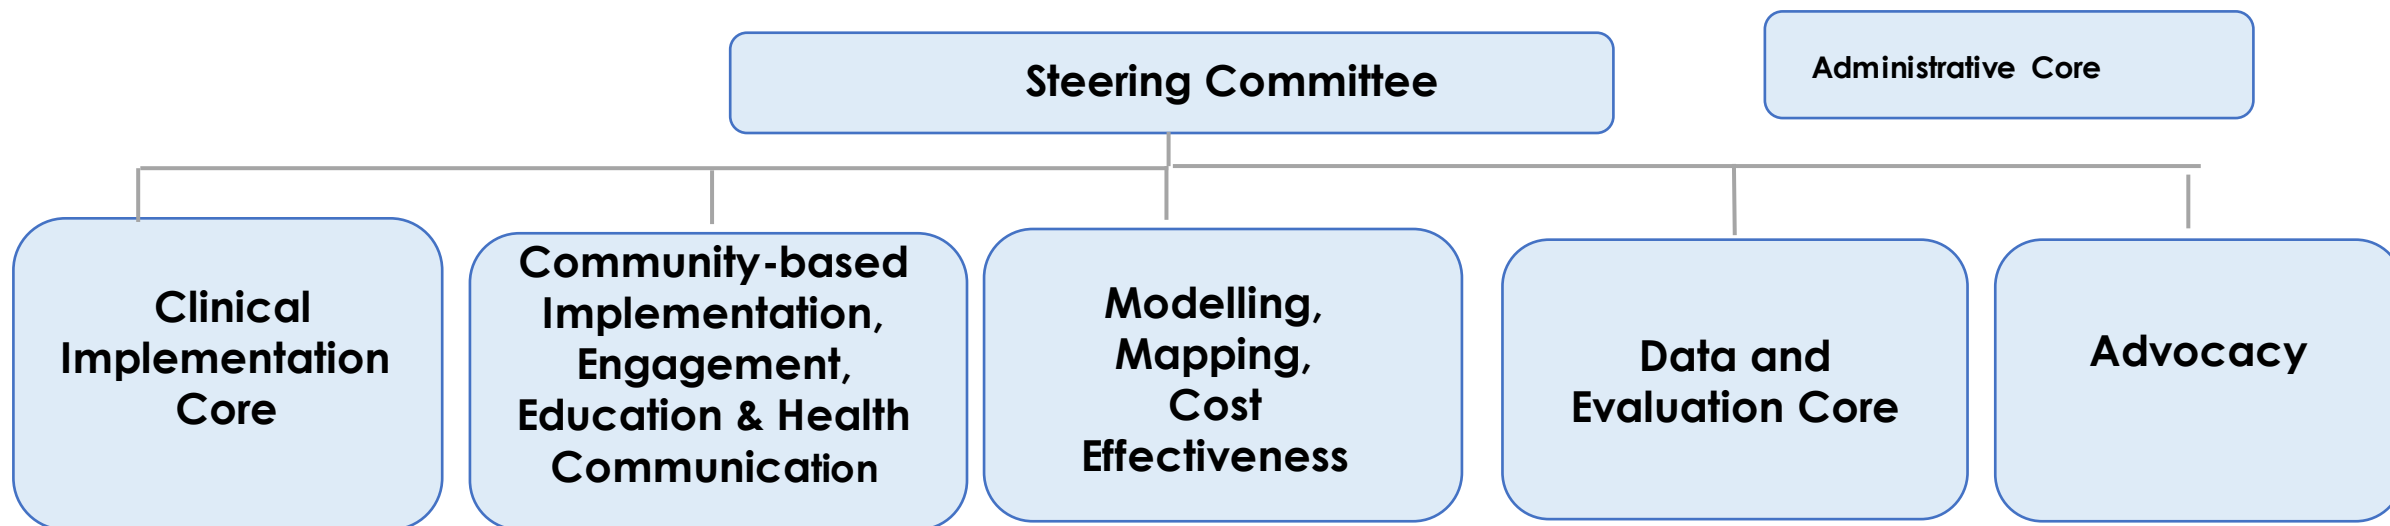 Steering Committee
Administrative Core
Clinical
Implementation
Core
Community-based
Implementation,
Engagement,
Education & Health
Communication
Modelling,
Mapping,
Cost
Effectiveness
Data and
Evaluation Core
Advocacy